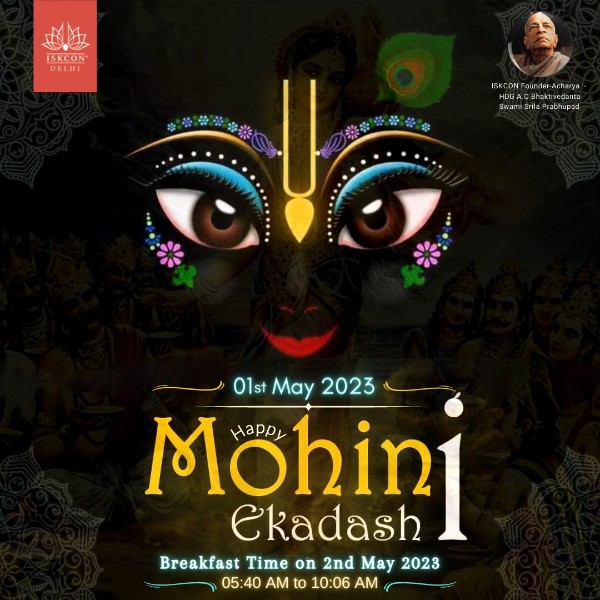 ISKCON®
DELHI
ISKCON Founder-Acharya
HDG A.C Bhaktivedanta
Swami Srila Prabhupad
01st May 2023
Happy
Mohini
Ekadashi
Breakfast Time on 2nd May 2023
05:40 AM to 10:06 AM